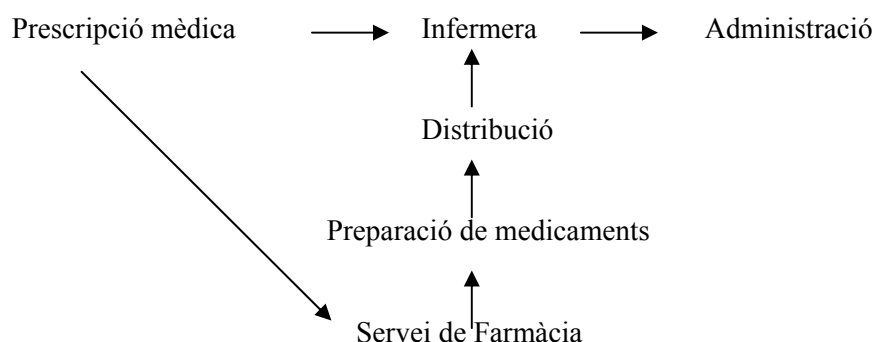 Prescripció mèdica Infermera Administració
Distribució
Preparació de medicaments
Servei de Farmàcia